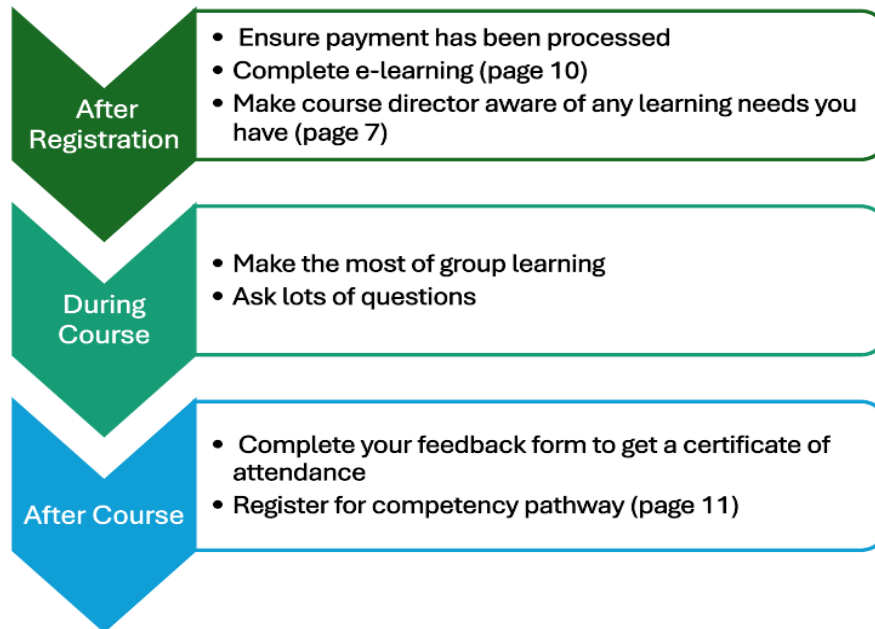 After
Registration
• Ensure payment has been processed
• Complete e-learning (page 10)
• Make course director aware of any learning needs you
have (page 7)
During
Course
• Make the most of group learning
• Ask lots of questions
After Course
• Complete your feedback form to get a certificate of
attendance
• Register for competency pathway (page 11)